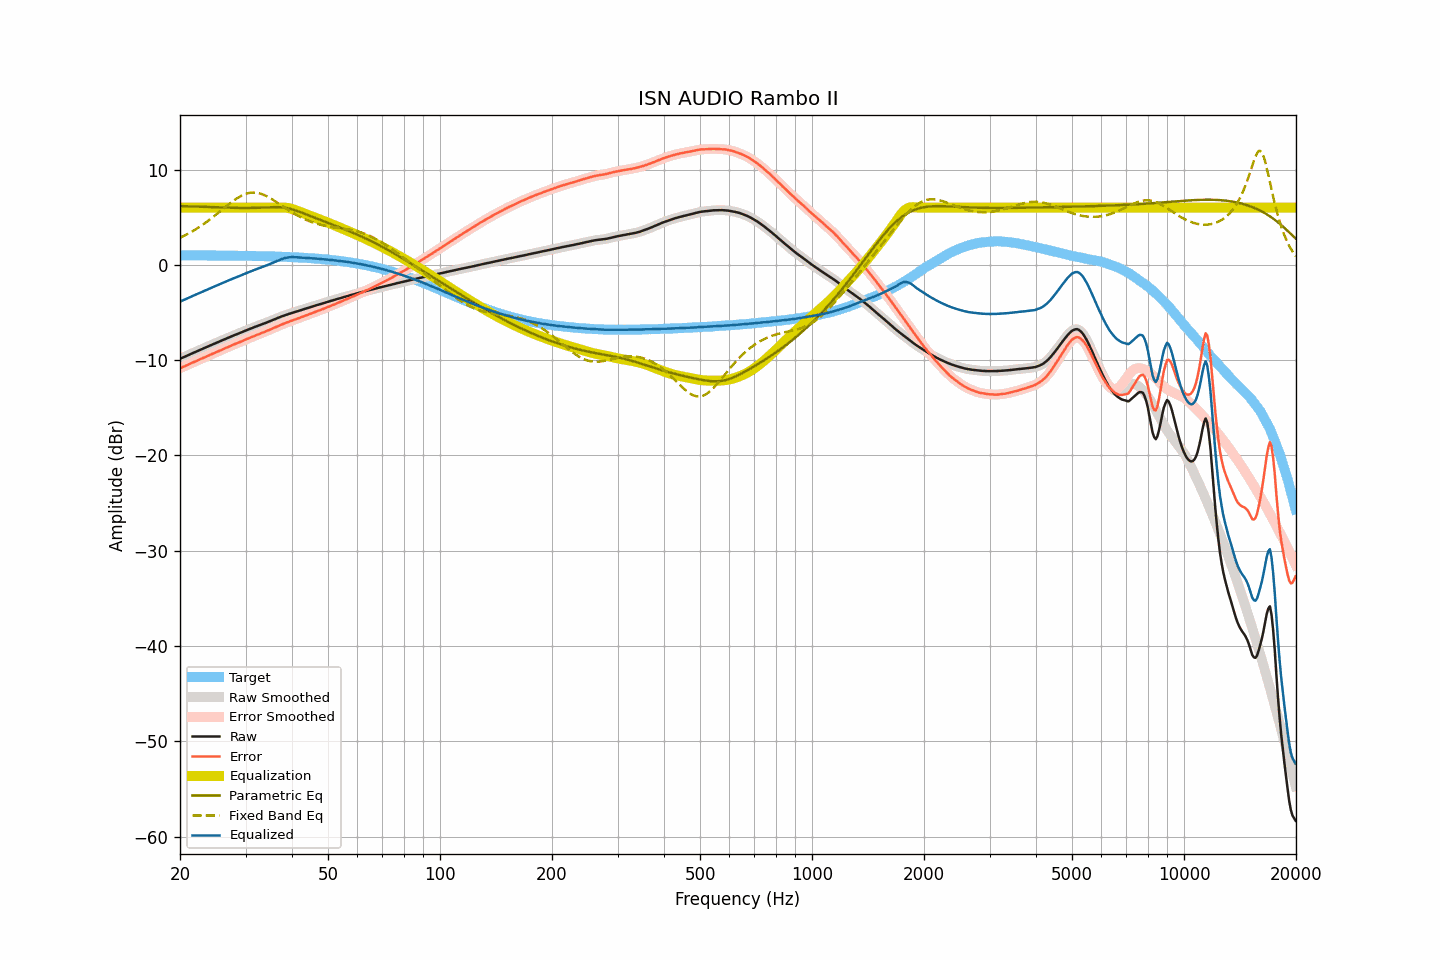 ISN AUDIO Rambo II
10
0
−10
−20
−30
−40
−50
−60
Amplitude (dBr)
Target
Raw Smoothed
Error Smoothed
Raw
Error
Equalization
Parametric Eq
Fixed Band Eq
Equalized
20 50 100 200 500 1000 2000 5000 10000 20000
Frequency (Hz)